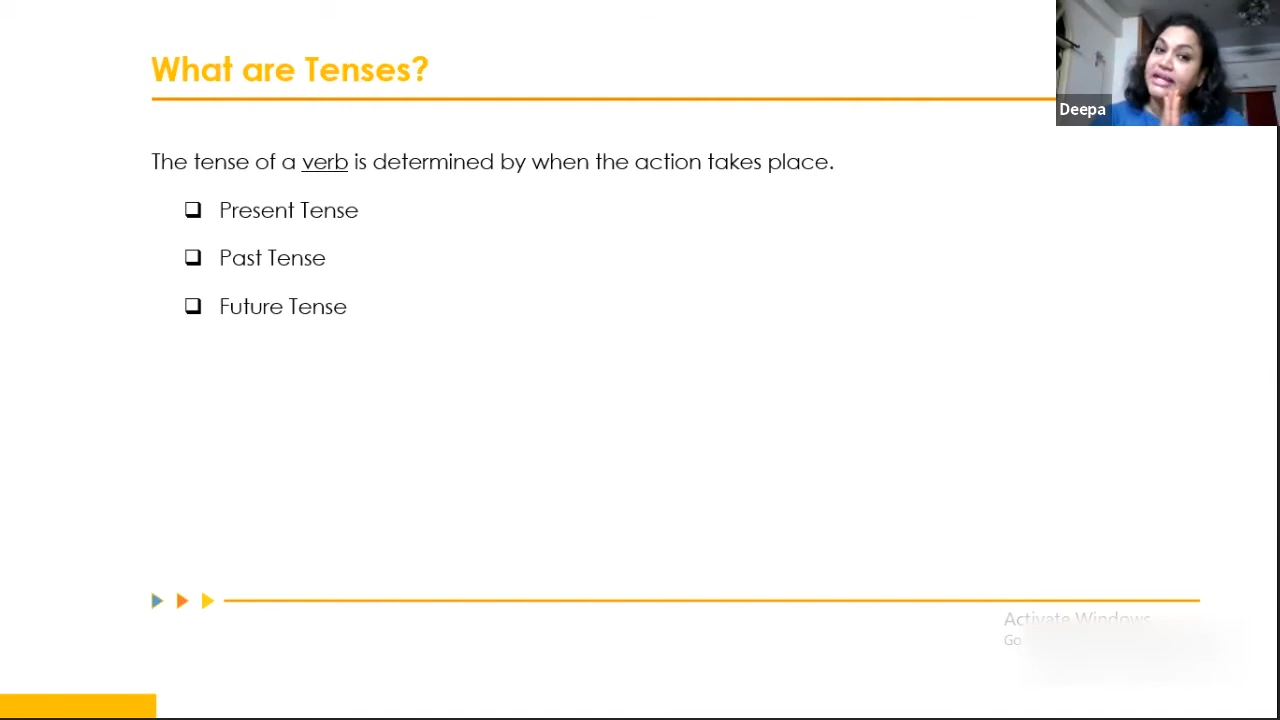 What are Tenses?
Deepa
The tense of a verb is determined by when the action takes place.
Present Tense
Past Tense
Future Tense
Activate Windows
Go